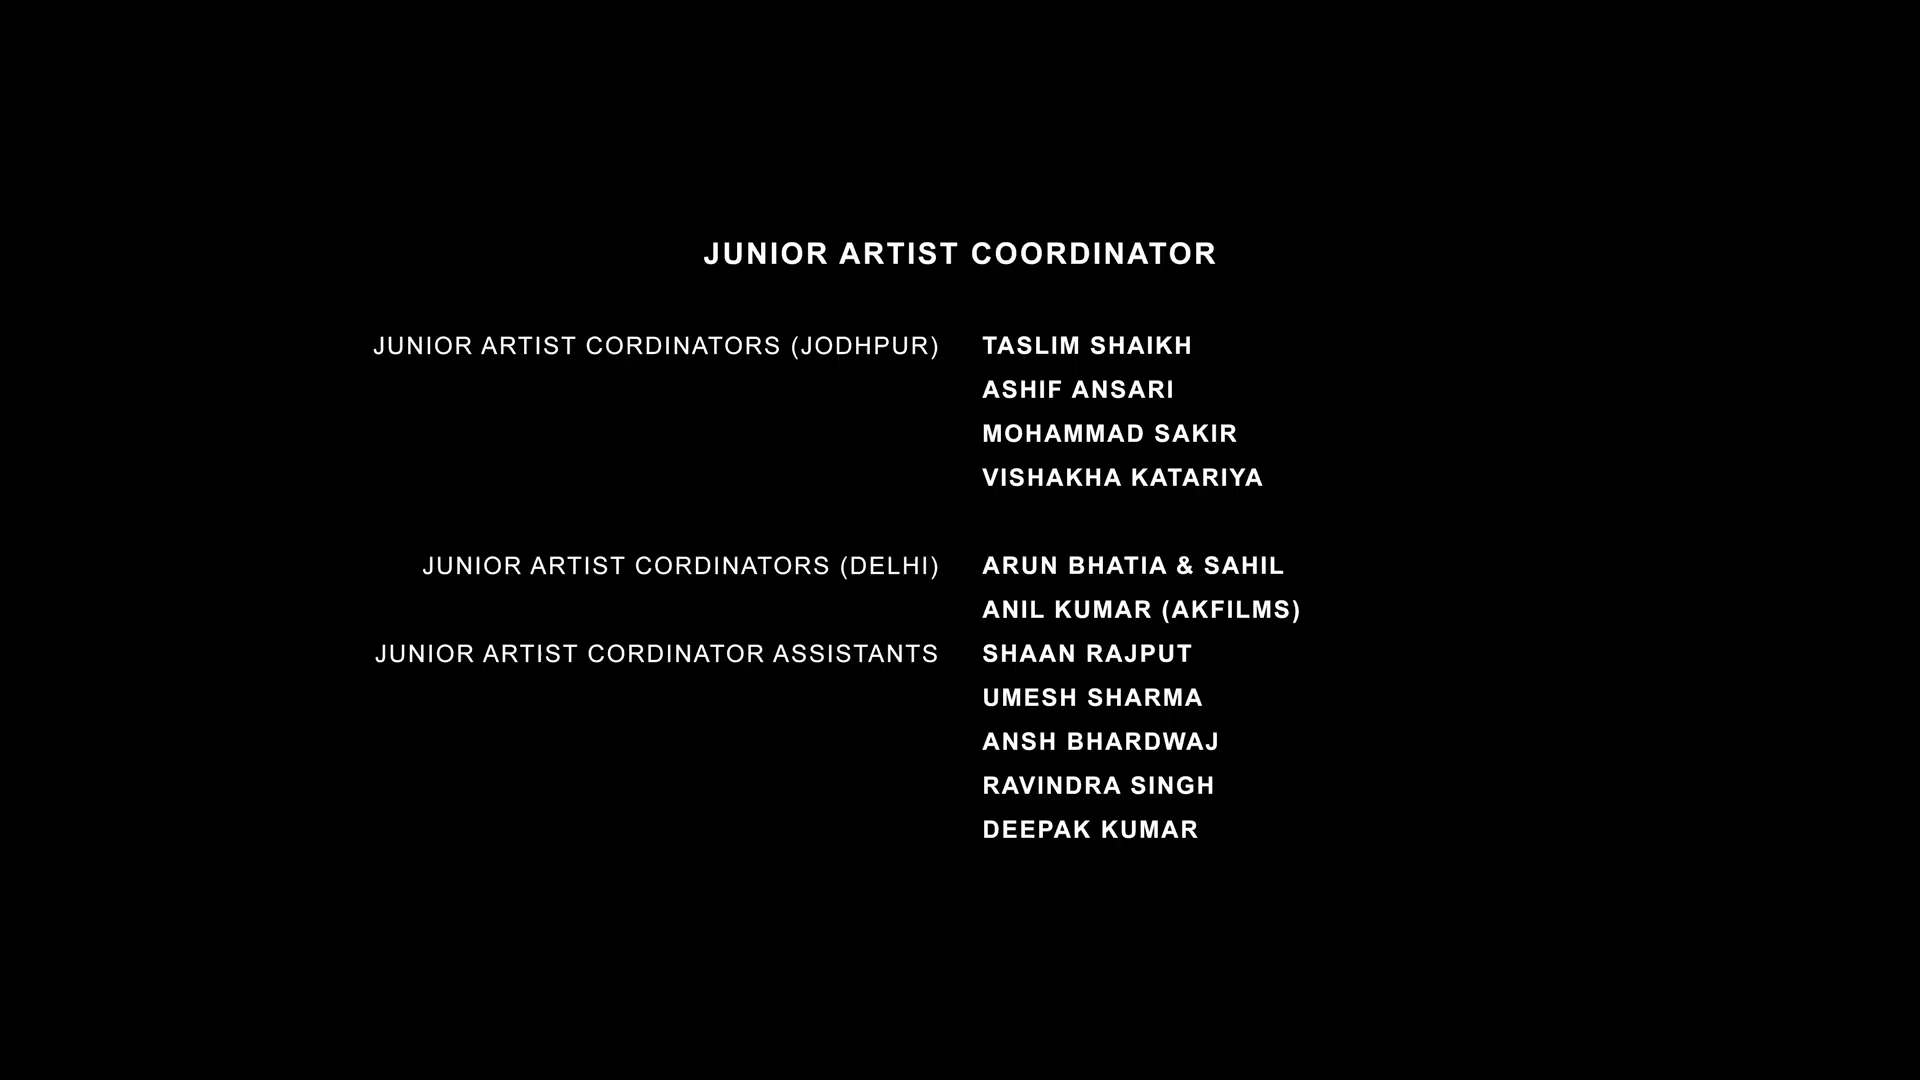 JUNIOR ARTIST COORDINATOR
JUNIOR ARTIST CORDINATORS (JODHPUR) TASLIM SHAIKH
ASHIF ANSARI
MOHAMMAD SAKIR
VISHAKHA KATARIYA
JUNIOR ARTIST CORDINATORS (DELHI) ARUN BHATIA & SAHIL
ANIL KUMAR (AKFILMS)
JUNIOR ARTIST CORDINATOR ASSISTANTS SHAAN RAJPUT
UMESH SHARMA
ANSH BHARDWAJ
RAVINDRA SINGH
DEEPAK KUMAR